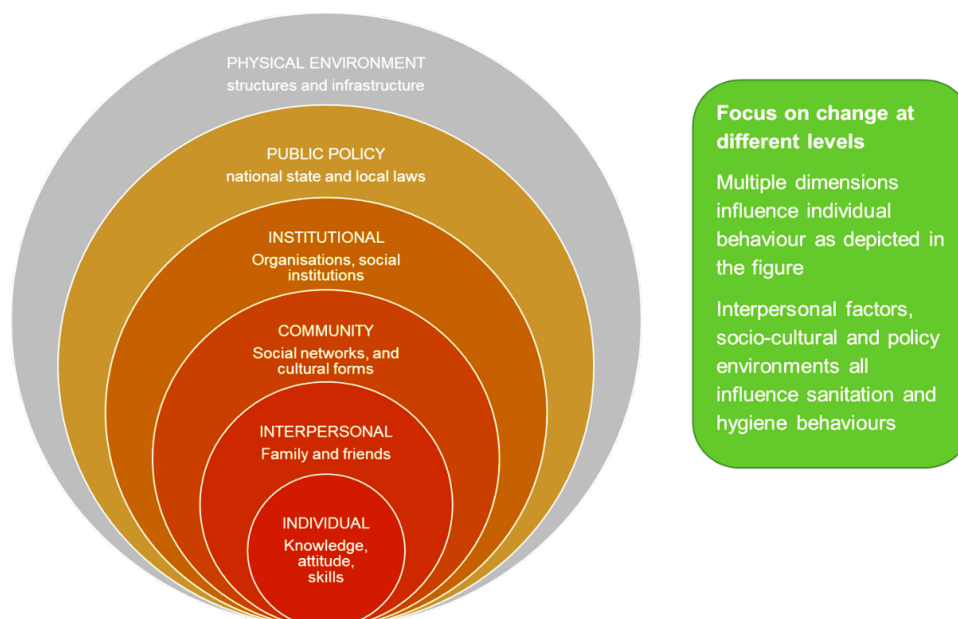 PHYSICAL ENVIRONMENT
structures and infrastructure
PUBLIC POLICY
national state and local laws
INSTITUTIONAL
Organisations, social
institutions
COMMUNITY
Social networks, and
cultural forms
INTERPERSONAL
Family and friends
INDIVIDUAL
Knowledge,
attitude,
skills
Focus on change at
different levels
Multiple dimensions
influence individual
behaviour as depicted in
the figure
Interpersonal factors,
socio-cultural and policy
environments all
influence sanitation and
hygiene behaviours